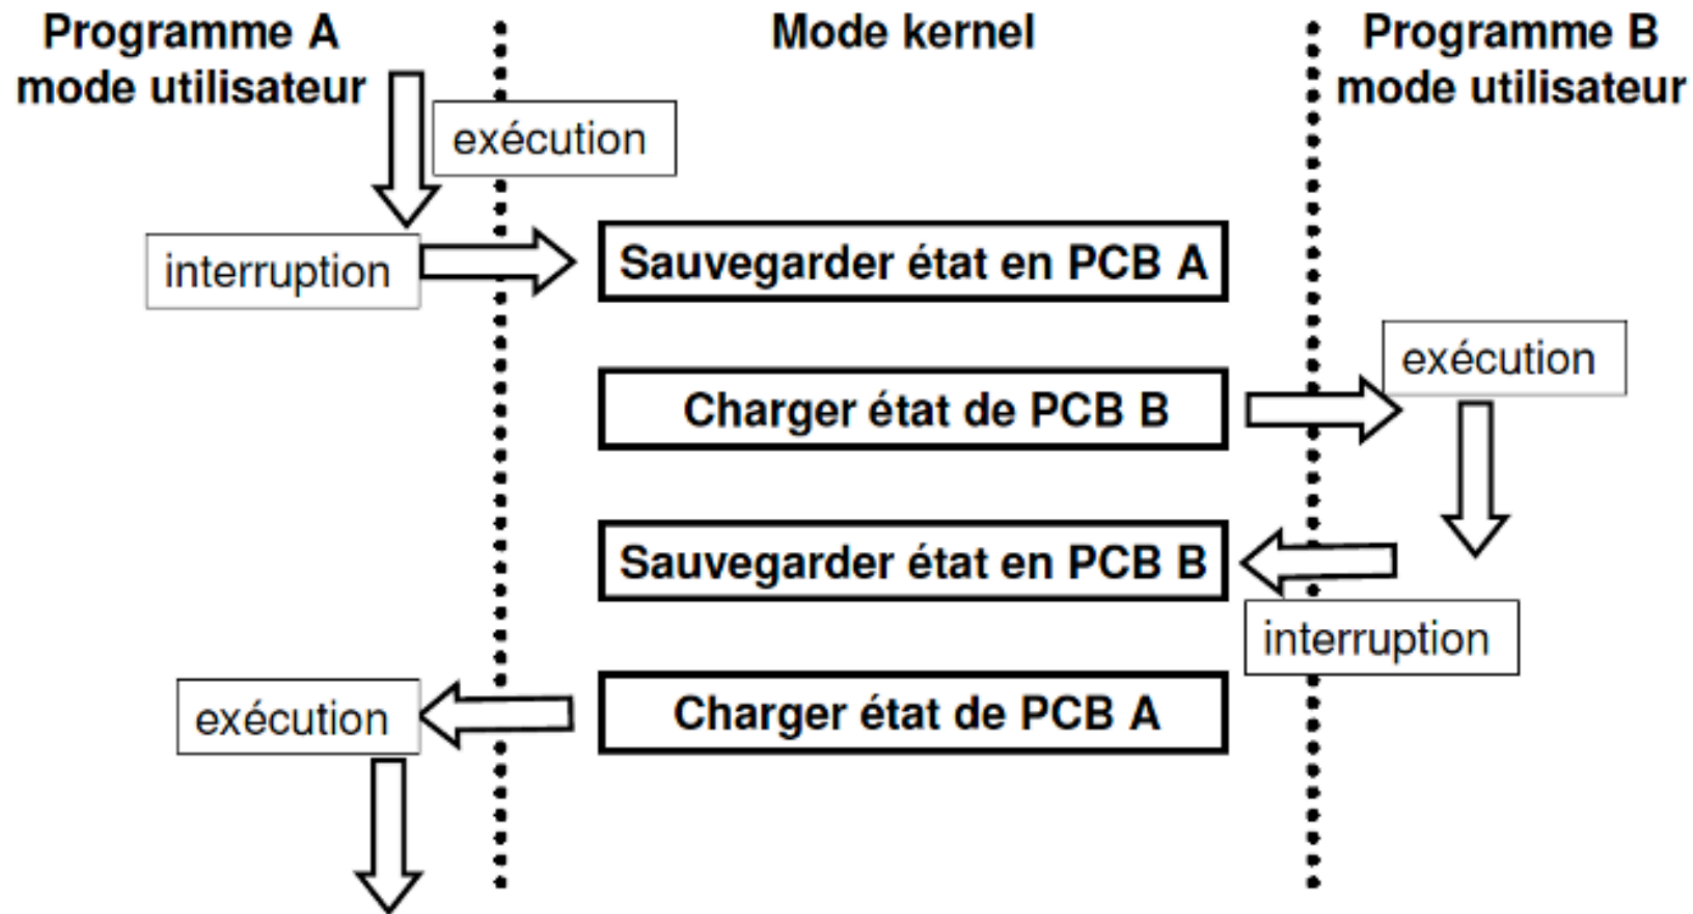 Programme A
mode utilisateur
Mode kernel
Programme B
mode utilisateur
exécution
interruption
Sauvegarder état en PCB A
exécution
Charger état de PCB B
Sauvegarder état en PCB B
interruption
exécution
Charger état de PCB A